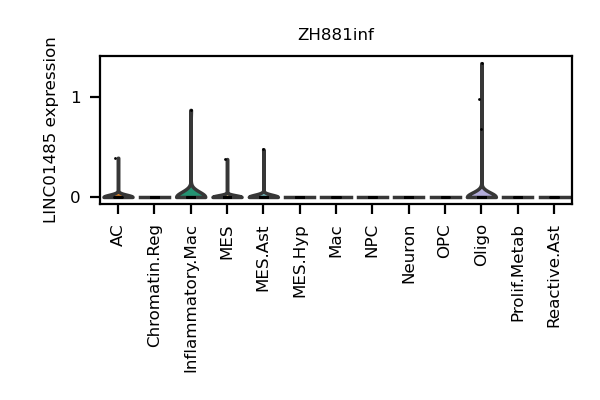 ZH881inf
LINC01485 expression
1
0
AC
Chromatin.Reg
Inflammatory.Mac
MES
MES.Ast
MES.Hyp
Mac
NPC
Neuron
OPC
Oligo
Prolif.Metab
Reactive.Ast